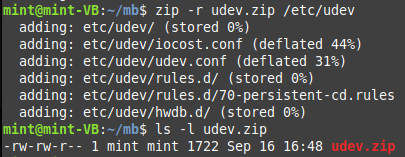 mint@mint-VB:~/mb$ zip -r udev.zip /etc/udev
adding: etc/udev/ (stored 0%)
adding: etc/udev/iocost.conf (deflated 44%)
adding: etc/udev/udev.conf (deflated 31%)
adding: etc/udev/rules.d/ (stored 0%)
adding: etc/udev/rules.d/70-persistent-cd.rules
adding: etc/udev/hwdb.d/ (stored 0%)
mint@mint-VB:~/mb$ ls -l udev.zip
-rw-rw-r-- 1 mint mint 1722 Sep 16 16:48 udev.zip